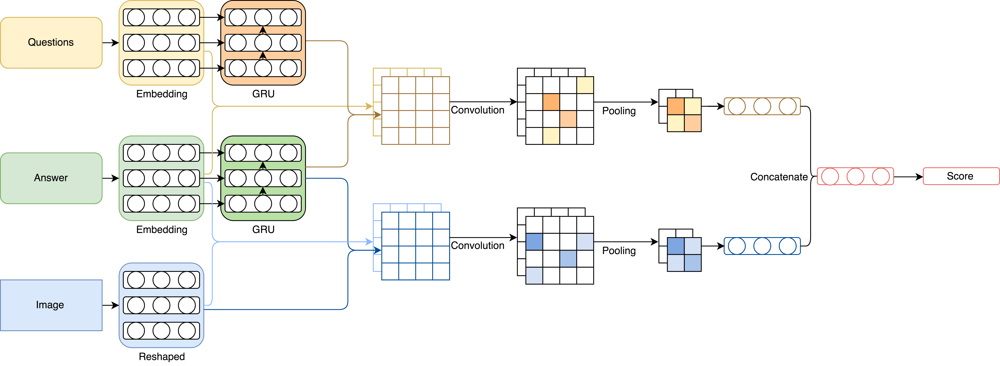 Questions
Embedding
GRU
Convolution
Pooling
Answer
Embedding
GRU
Concatenate
Score
Convolution
Pooling
Image
Reshaped